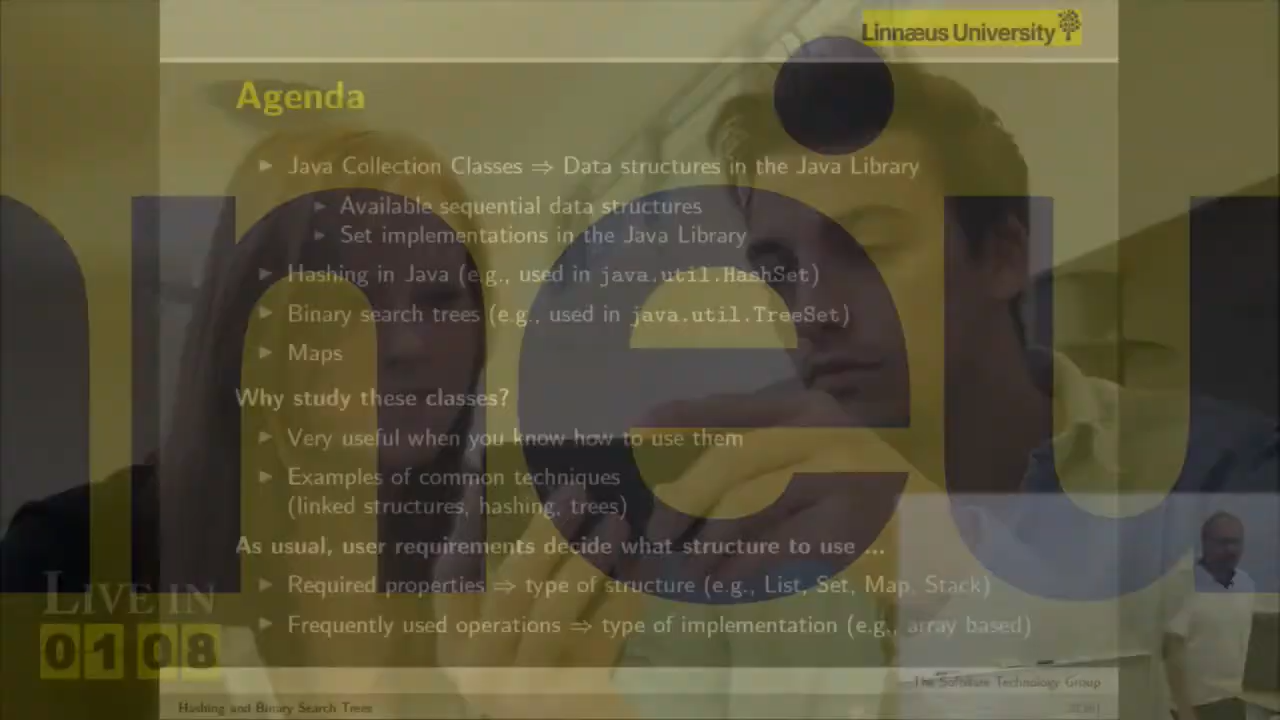 Linnæus University
Agenda
Java Collection Classes ⇒ Data structures in the Java Library
Available sequential data structures
Set implementations in the Java Library
Hashing in Java (e.g., used in java.util.HashSet)
Binary search trees (e.g., used in java.util.TreeSet)
Maps
Why study these classes?
Very useful when you know how to use them
Examples of common techniques
(linked structures, hashing, trees)
As usual, user requirements decide what structure to use ...
Required properties ⇒ type of structure (e.g., List, Set, Map, Stack)
Frequently used operations ⇒ type of implementation (e.g., array based)
LIVE IN
01 08
The Software Technology Group
Hashing and Binary Search Trees
neu